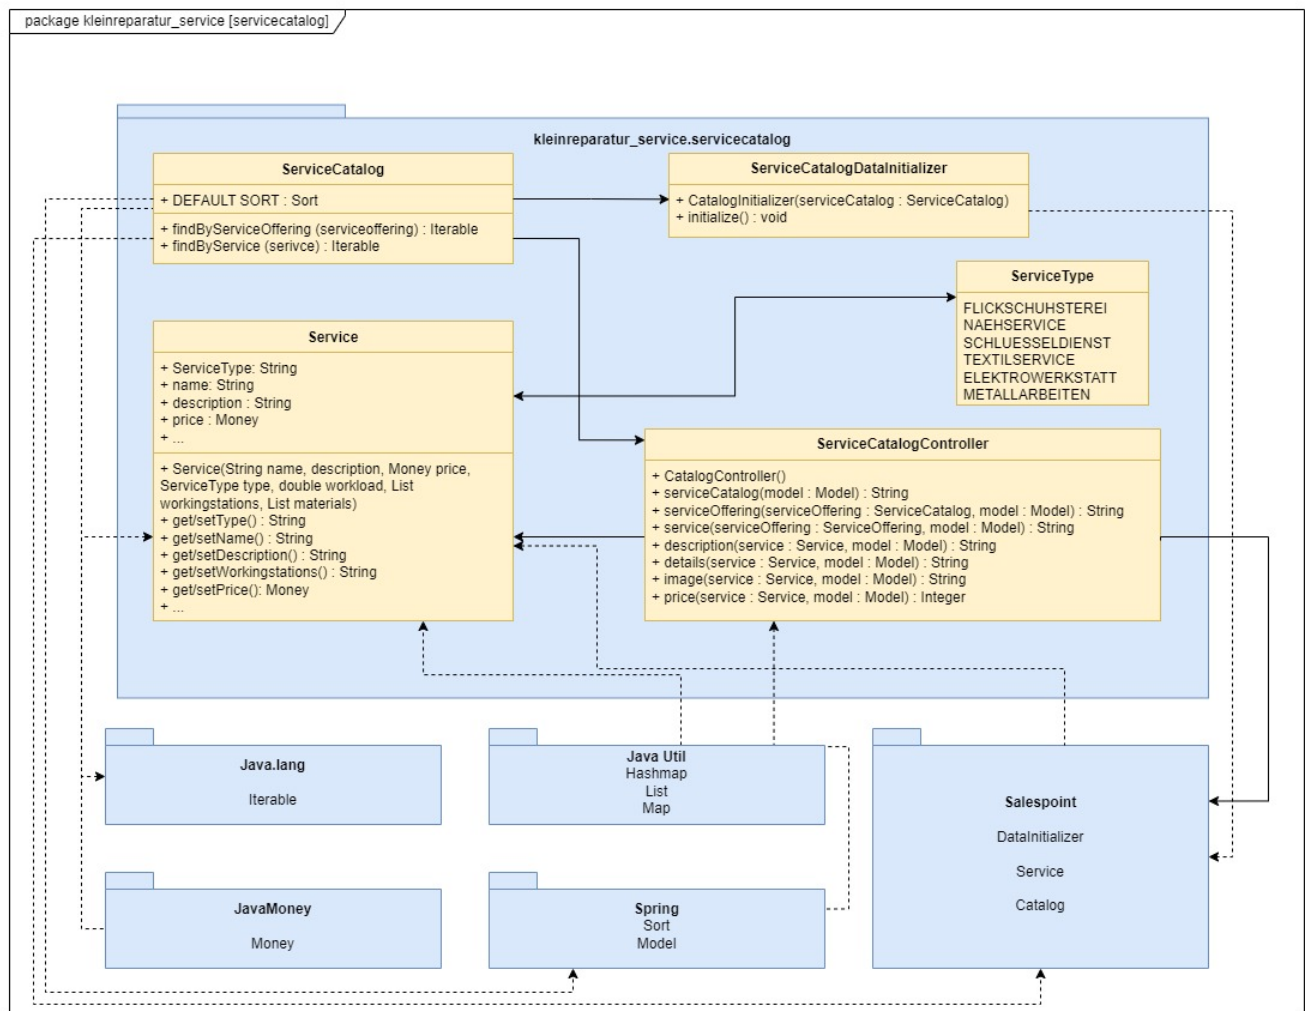 package kleinreparatur_service [servicecatalog]
kleinreparatur_service.servicecatalog
ServiceCatalog
+ DEFAULT SORT : Sort
+ findByServiceOffering (serviceoffering) : Iterable
+ findByService (serivce) : Iterable
ServiceCatalogDataInitializer
+ CatalogInitializer(serviceCatalog : ServiceCatalog)
+ initialize() : void
ServiceType
FLICKSCHUHSTEREI
NAEHSERVICE
SCHLUESSELDIENST
TEXTILSERVICE
ELEKTROWERKSTATT
METALLARBEITEN
Service
+ ServiceType: String
+ name: String
+ description : String
+ price : Money
+ ...
+ Service(String name, description, Money price,
ServiceType type, double workload, List
workingstations, List materials)
+ get/setType() : String
+ get/setName() : String
+ get/setDescription() : String
+ get/setWorkingstations() : String
+ get/setPrice(): Money
+ ...
ServiceCatalogController
+ CatalogController()
+ serviceCatalog(model : Model) : String
+ serviceOffering(serviceOffering : ServiceCatalog, model : Model) : String
+ service(serviceOffering : ServiceOffering, model : Model) : String
+ description(service : Service, model : Model) : String
+ details(service : Service, model : Model) : String
+ image(service : Service, model : Model) : String
+ price(service : Service, model : Model) : Integer
Java.lang
Iterable
Java Util
Hashmap
List
Map
Salespoint
DataInitializer
Service
Catalog
JavaMoney
Money
Spring
Sort
Model